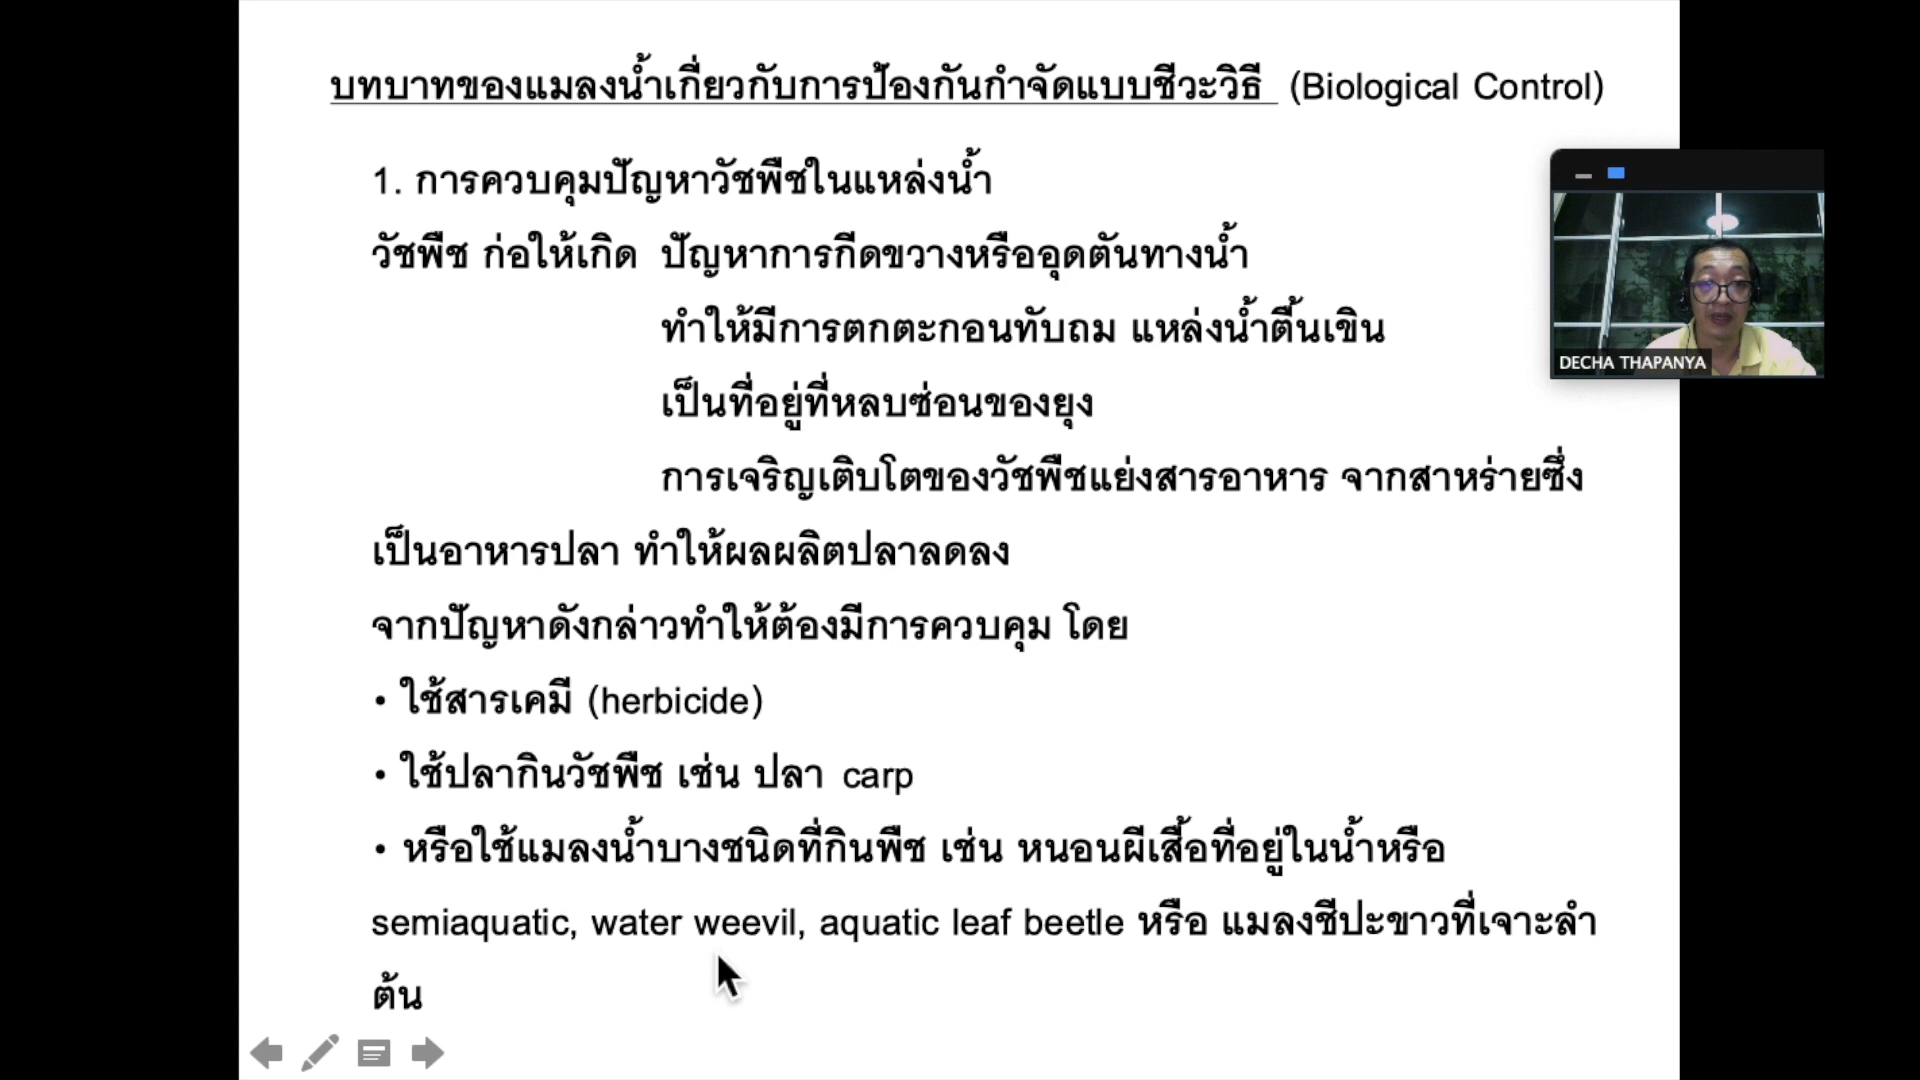 บทบาทของแมลงน้ำเกี่ยวกับการป้องกันกำจัดแบบชีวะวิธี (Biological Control)
1. การควบคุมปัญหาวัชพืชในแหล่งน้ำ
วัชพืช ก่อให้เกิด ปัญหาการกีดขวางหรืออุดตันทางน้ำ
ทำให้มีการตกตะกอนทับถม แหล่งน้ำตื้นเขิน
เป็นที่อยู่ที่หลบซ่อนของยุง
การเจริญเติบโตของวัชพืชแย่งสารอาหาร จากสาหร่ายซึ่ง
เป็นอาหารปลา ทำให้ผลผลิตปลาลดลง
จากปัญหาดังกล่าวทำให้ต้องมีการควบคุม โดย
• ใช้สารเคมี (herbicide)
• ใช้ปลากินวัชพืช เช่น ปลา carp
• หรือใช้แมลงน้ำบางชนิดที่กินพืช เช่น หนอนผีเสื้อที่อยู่ในน้ำหรือ
semiaquatic, water weevil, aquatic leaf beetle หรือ แมลงชีปะขาวที่เจาะลำ
ต้น
DECHA THAPANYA